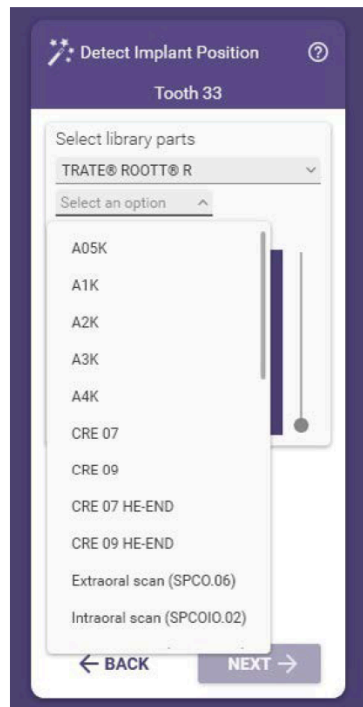 Detect Implant Position
Tooth 33
Select library parts
TRATE® ROOTT® R
Select an option
A05K
A1K
A2K
A3K
A4K
CRE 07
CRE 09
CRE 07 HE-END
CRE 09 HE-END
Extraoral scan (SPCO.06)
Intraoral scan (SPCOIO.02)
← BACK NEXT →